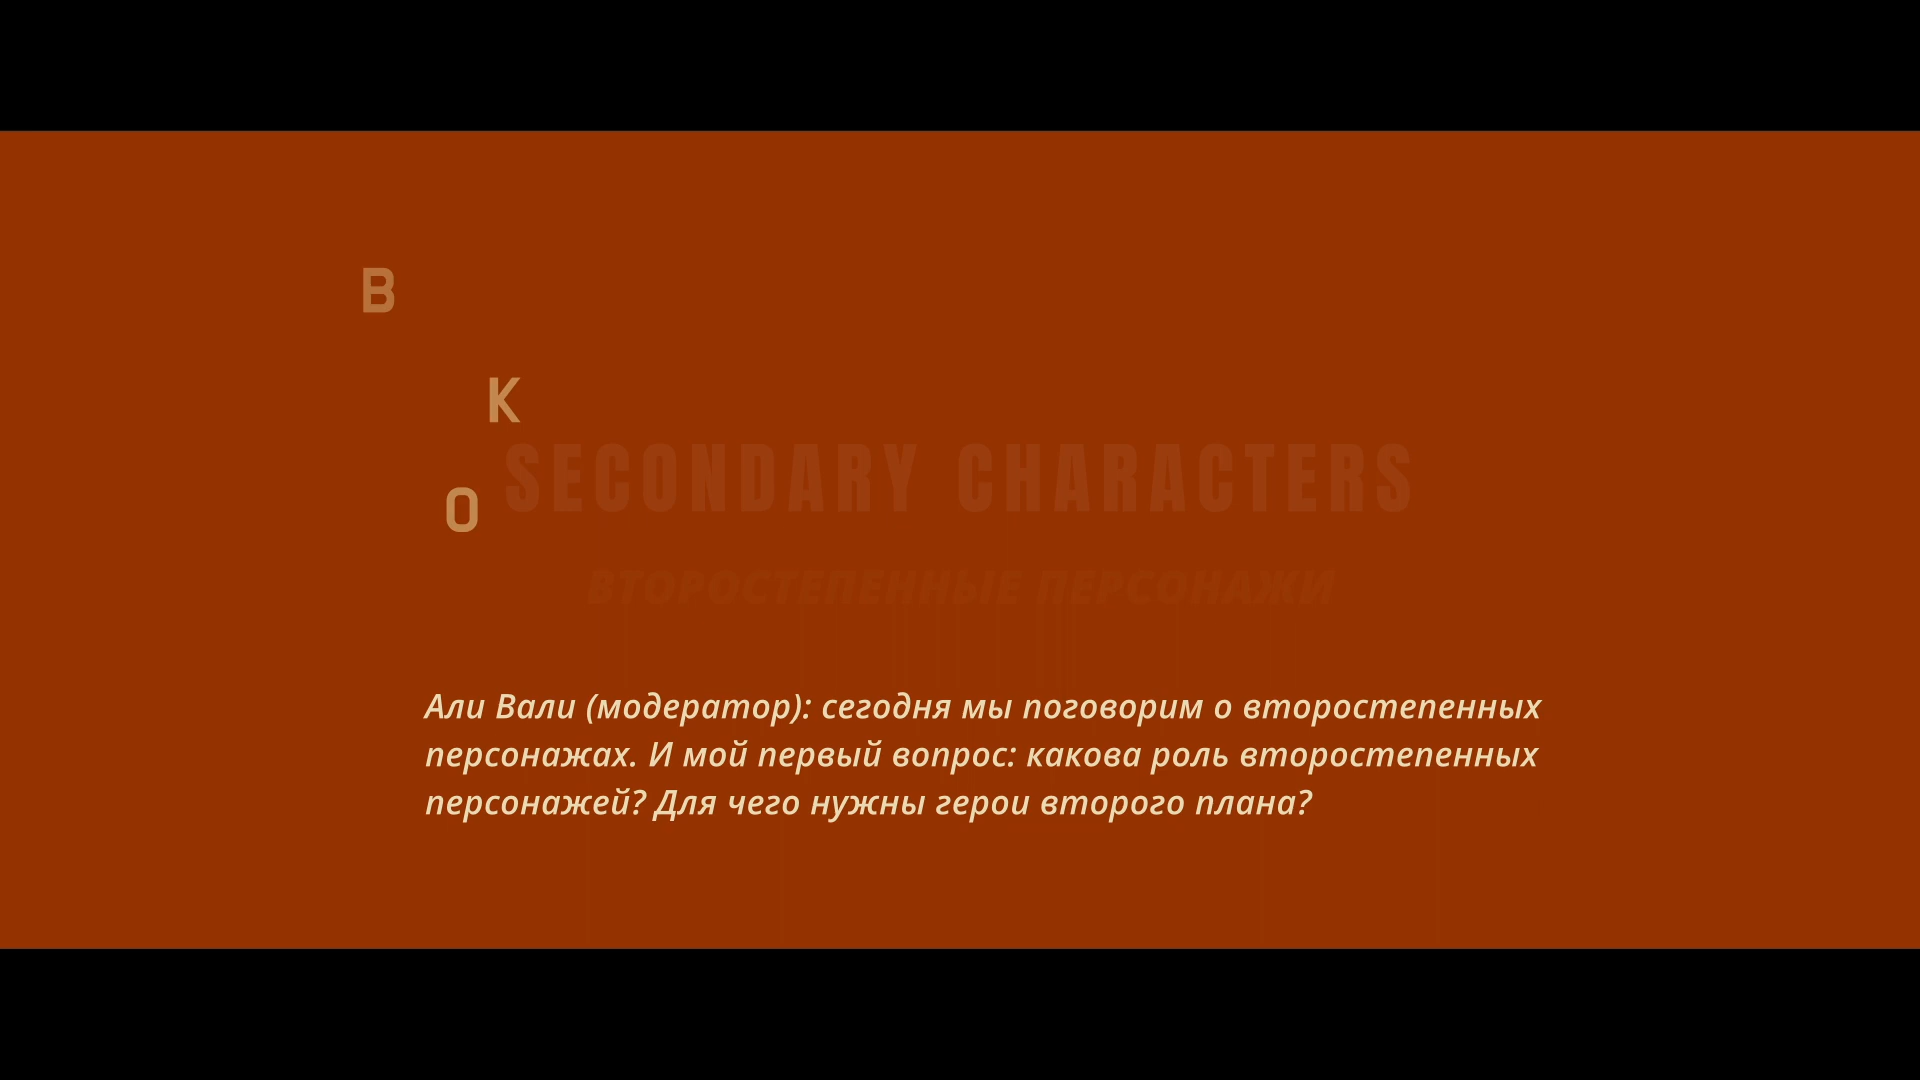 В
К
О
SECONDARY CHARACTERS
ВТОРОСТЕПЕННЫЕ ПЕРСОНАЖИ
Али Вали (модератор): сегодня мы поговорим о второстепенных
персонажах. И мой первый вопрос: какова роль второстепенных
персонажей? Для чего нужны герои второго плана?